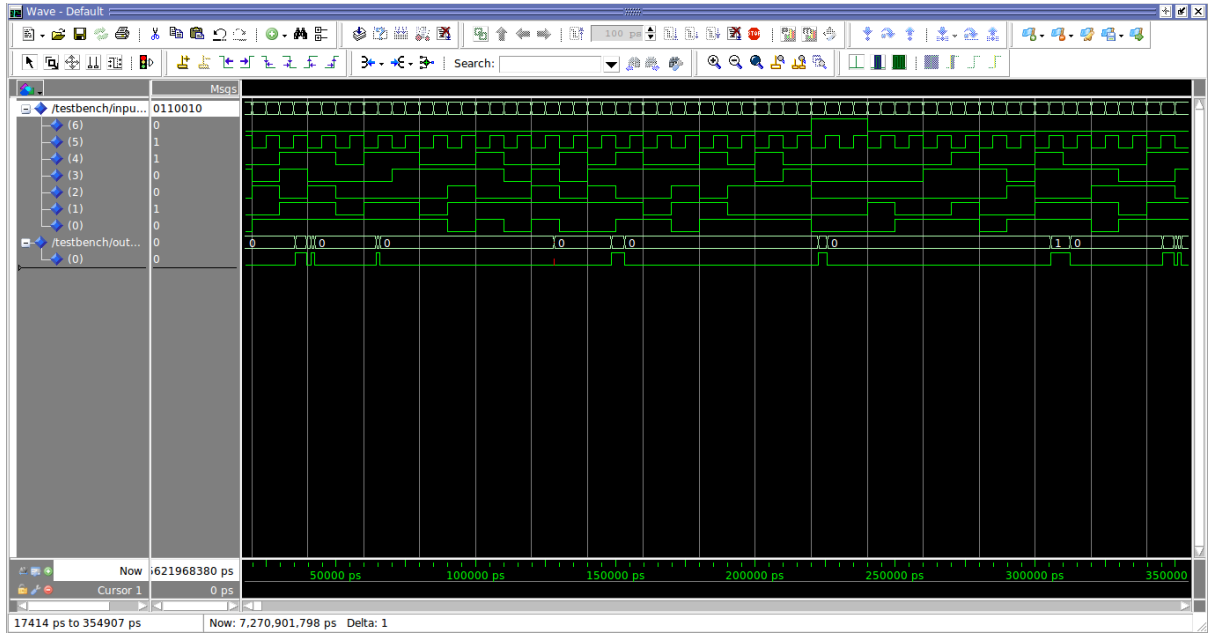 Wave - Default
100 ps
Search:
Msgs
/testbench/inpu... 0110010
(6) 0
(5) 1
(4) 1
(3) 0
(2) 0
(1) 1
(0) 0
/testbench/out... 0 0 0 0 0 0 0 1 0
(0) 0
Now 621968380 ps
50000 ps 100000 ps 150000 ps 200000 ps 250000 ps 300000 ps 350000
Cursor 1 0 ps
17414 ps to 354907 ps Now: 7,270,901,798 ps Delta: 1